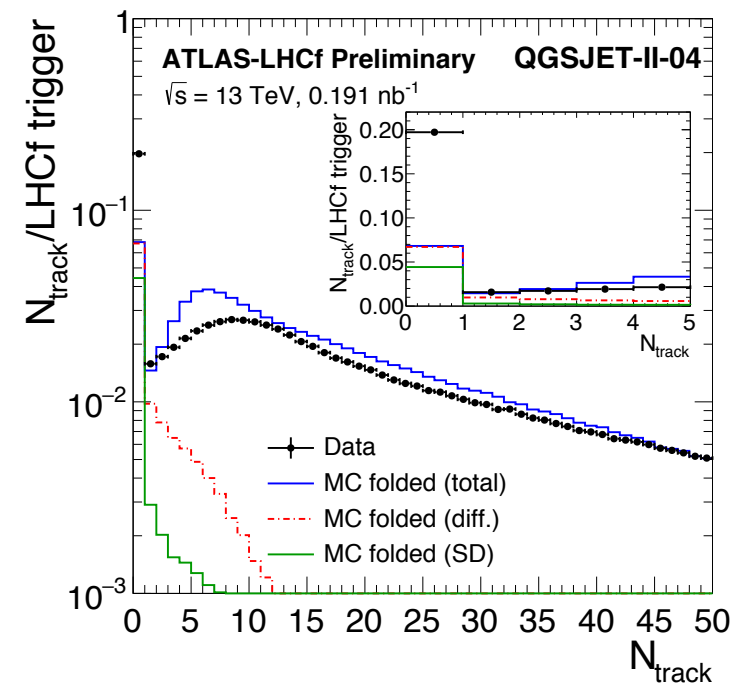 ATLAS-LHCf Preliminary QGSJET-II-04
√s = 13 TeV, 0.191 nb⁻¹
N_track/LHCf trigger
1
10⁻¹
10⁻²
10⁻³
0 5 10 15 20 25 30 35 40 45 50
N_track
N_track/LHCf trigger
0.20
0.15
0.10
0.05
0.00
0 1 2 3 4 5
N_track
Data
MC folded (total)
MC folded (diff.)
MC folded (SD)